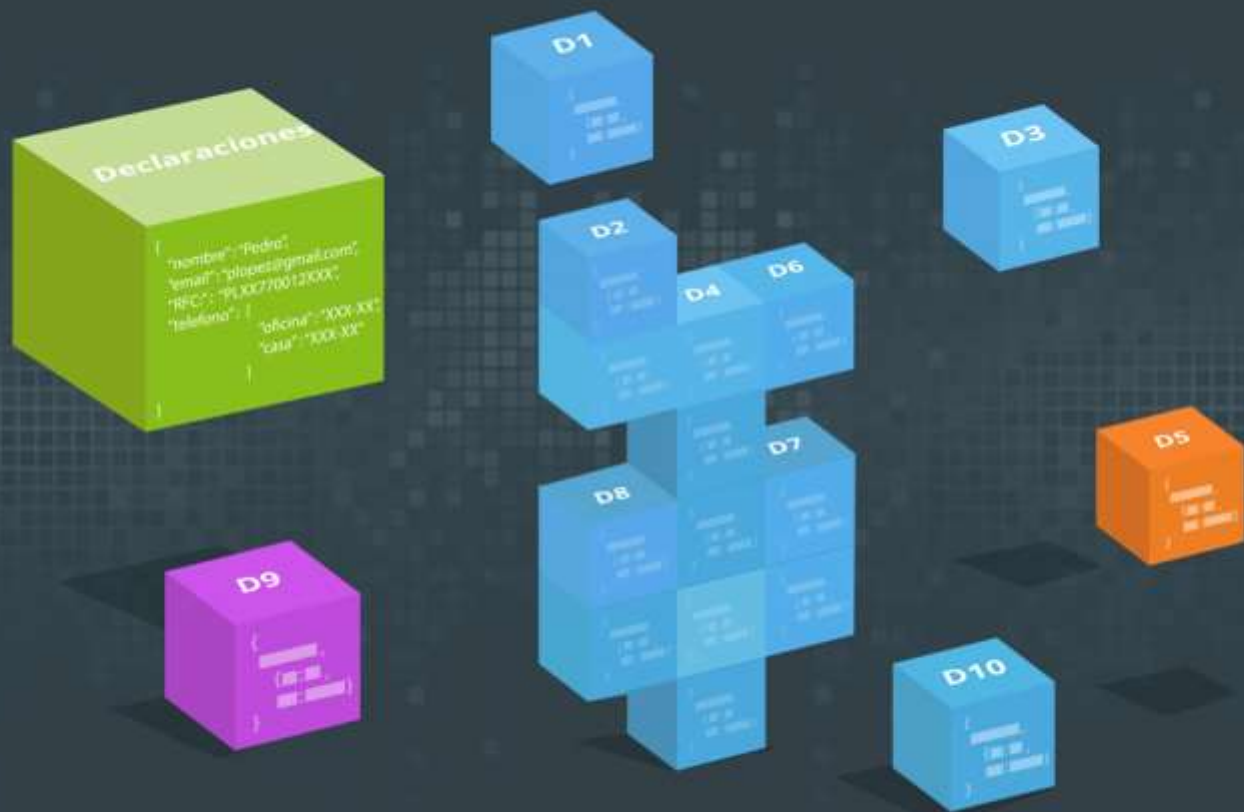 Declaraciones
{
"nombre":"Pedro",
"email":"plopez@gmail.com",
"RFC:" "PLXX770012XXX",
"telefono": {
"oficina":"XXX-XX",
"casa":"XXX-XX"
}
}
D1
D2
D3
D4
D6
D5
D7
D8
D9
D10